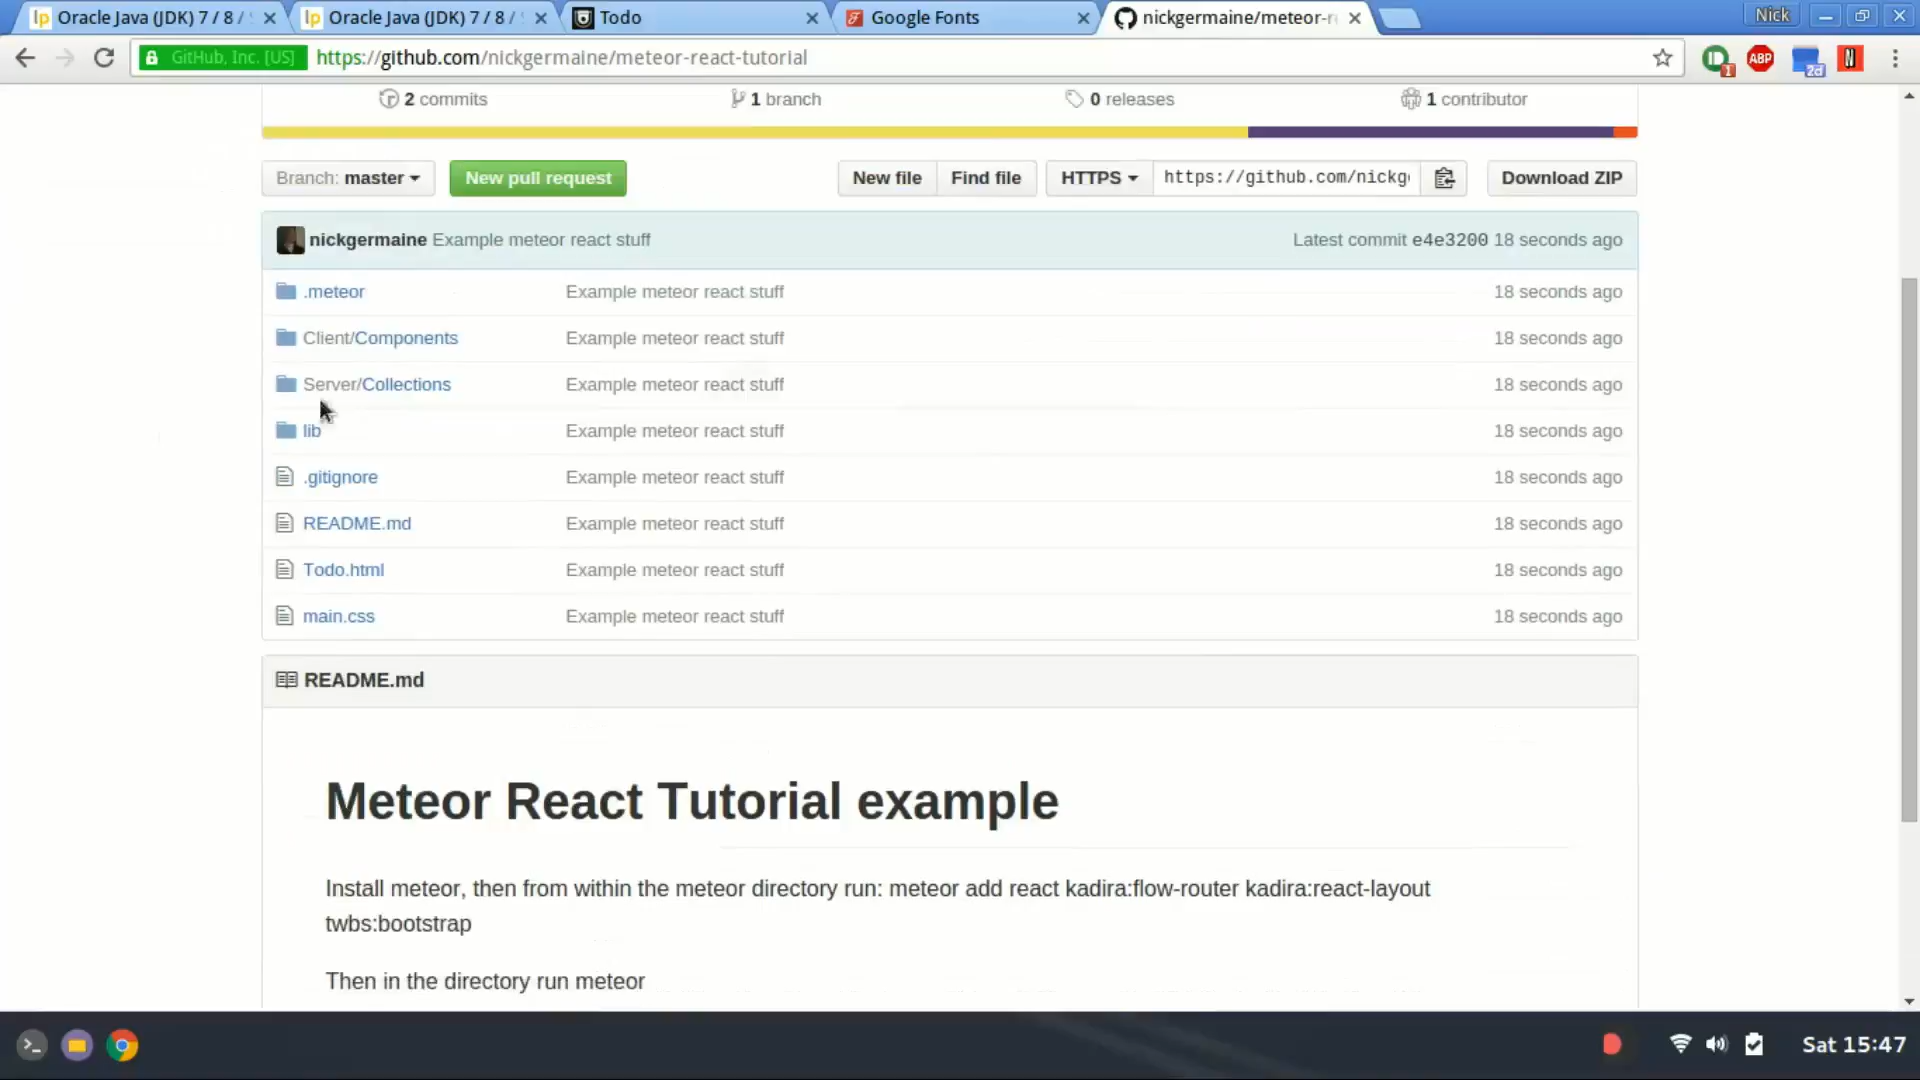 Oracle Java (JDK) 7 / 8 /
Oracle Java (JDK) 7 / 8 /
Todo
Google Fonts
nickgermaine/meteor-r
Nick
GitHub, Inc. [US]
https://github.com/nickgermaine/meteor-react-tutorial
1
ABP
2d
2 commits
1 branch
0 releases
1 contributor
Branch: master
New pull request
New file
Find file
HTTPS
https://github.com/nickg
Download ZIP
nickgermaine Example meteor react stuff
Latest commit e4e3200 18 seconds ago
.meteor Example meteor react stuff 18 seconds ago
Client/Components Example meteor react stuff 18 seconds ago
Server/Collections Example meteor react stuff 18 seconds ago
lib Example meteor react stuff 18 seconds ago
.gitignore Example meteor react stuff 18 seconds ago
README.md Example meteor react stuff 18 seconds ago
Todo.html Example meteor react stuff 18 seconds ago
main.css Example meteor react stuff 18 seconds ago
README.md
Meteor React Tutorial example
Install meteor, then from within the meteor directory run: meteor add react kadira:flow-router kadira:react-layout
twbs:bootstrap
Then in the directory run meteor
Sat 15:47